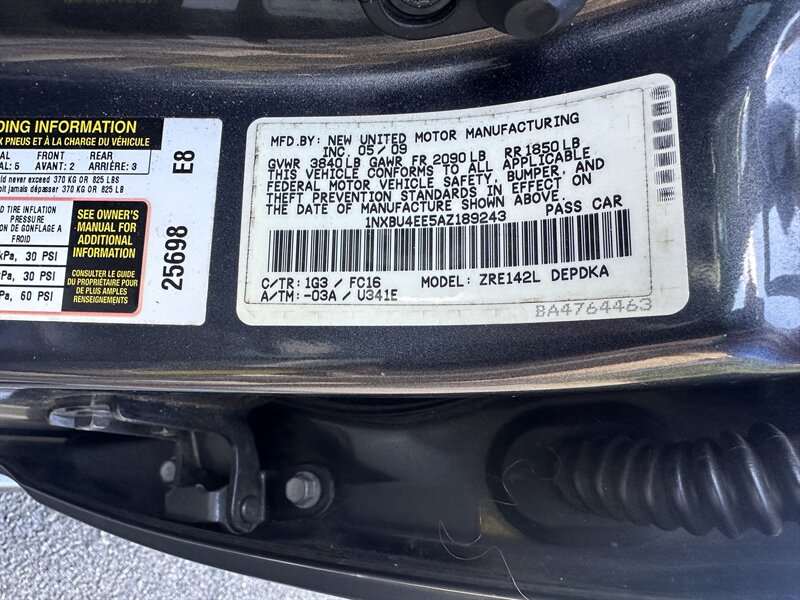 DING INFORMATION
X PNEUS ET À LA CHARGE DU VÉHICULE
AL FRONT REAR
AL: 5 AVANT: 2 ARRIÈRE: 3
ld never exceed 370 KG OR 825 LBS
oit jamais dépasser 370 KG OR 825 LB
D TIRE INFLATION
PRESSURE
ON DE GONFLAGE A
FROID
kPa, 30 PSI
kPa, 30 PSI
Pa, 60 PSI
SEE OWNER'S
MANUAL FOR
ADDITIONAL
INFORMATION
CONSULTER LE GUIDE
DU PROPRIÉTAIRE POUR
DE PLUS AMPLES
RENSEIGNEMENTS
25698 E8
MFD.BY: NEW UNITED MOTOR MANUFACTURING
INC. 05/09
GVWR 3840LB GAWR FR 2090LB RR1850LB
THIS VEHICLE CONFORMS TO ALL APPLICABLE
FEDERAL MOTOR VEHICLE SAFETY, BUMPER, AND
THEFT PREVENTION STANDARDS IN EFFECT ON
THE DATE OF MANUFACTURE SHOWN ABOVE.
1NXBU4EE5AZ189243 PASS CAR
C/TR: 1G3 / FC16 MODEL: ZRE142L DEPDKA
A/TM: -03A / U341E
BA4764463